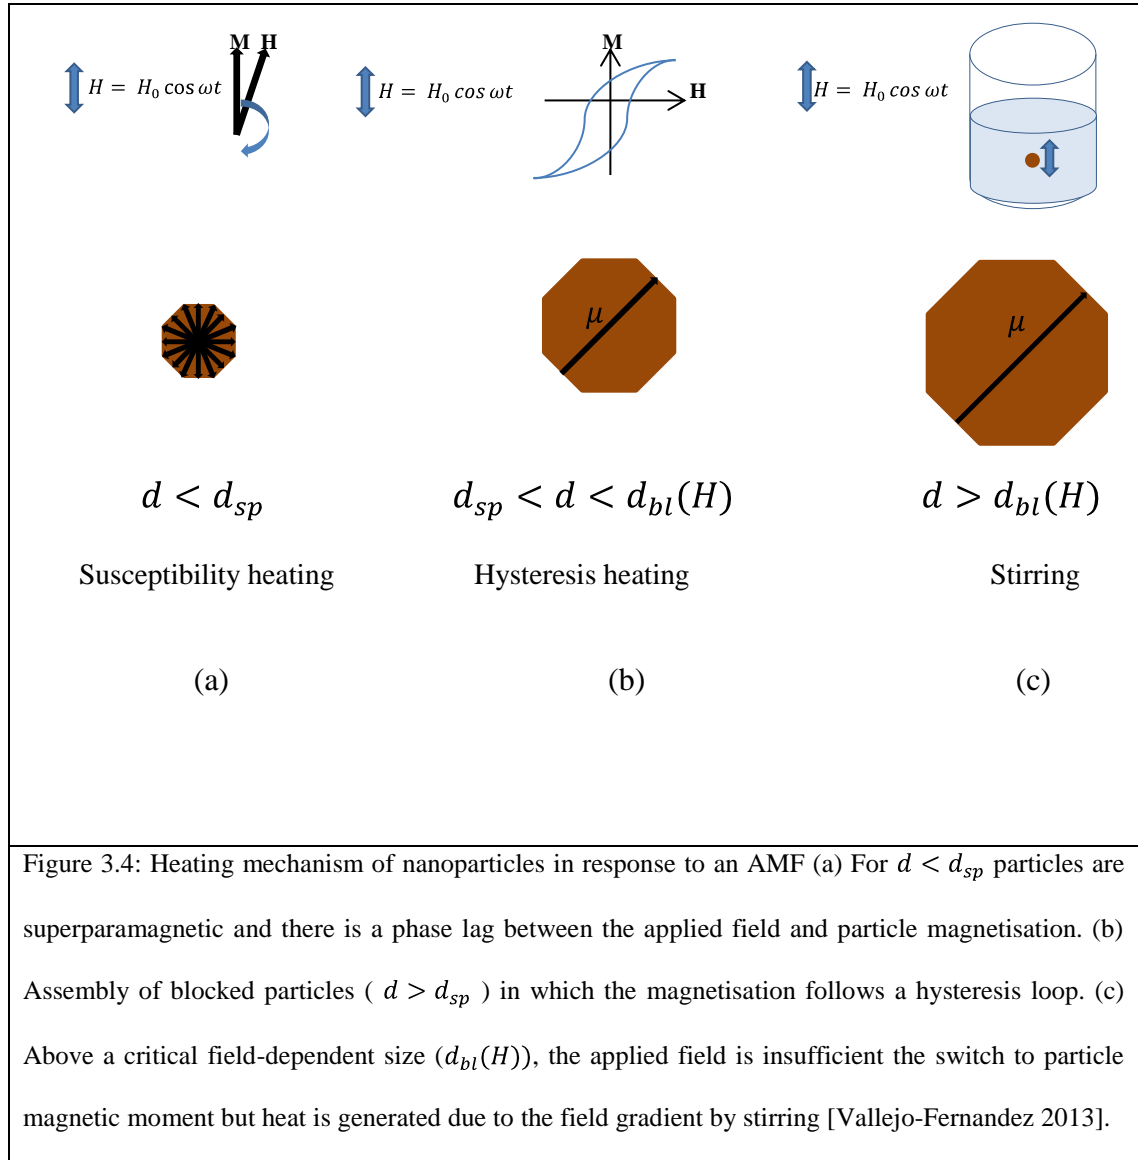 M H
H = H₀ cos ωt
M
H
H = H₀ cos ωt
H = H₀ cos ωt
μ
μ
d < d_sp
d_sp < d < d_bl(H)
d > d_bl(H)
Susceptibility heating
Hysteresis heating
Stirring
(a)
(b)
(c)
Figure 3.4: Heating mechanism of nanoparticles in response to an AMF (a) For d < d_sp particles are
superparamagnetic and there is a phase lag between the applied field and particle magnetisation. (b)
Assembly of blocked particles ( d > d_sp ) in which the magnetisation follows a hysteresis loop. (c)
Above a critical field-dependent size (d_bl(H)), the applied field is insufficient the switch to particle
magnetic moment but heat is generated due to the field gradient by stirring [Vallejo-Fernandez 2013].